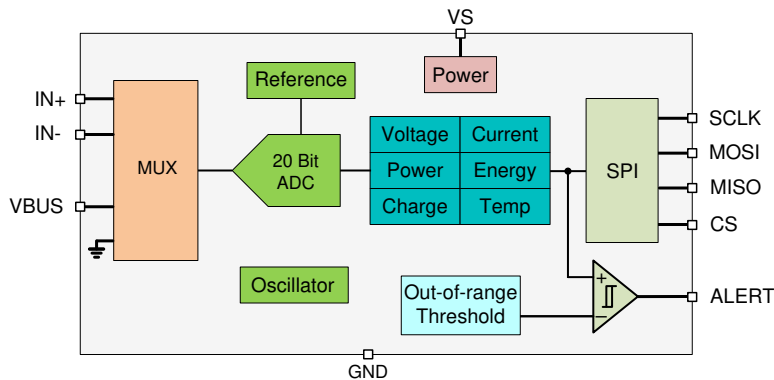 VS
Reference
Power
IN+
IN-
VBUS
MUX
20 Bit
ADC
Voltage
Current
Power
Energy
Charge
Temp
SPI
SCLK
MOSI
MISO
CS
Oscillator
Out-of-range
Threshold
+
−
ALERT
GND